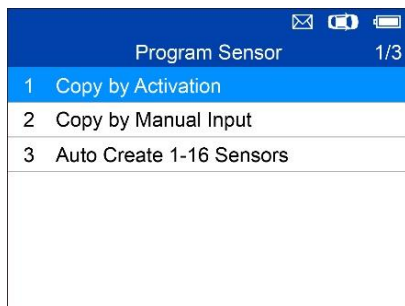 Program Sensor 1/3
1 Copy by Activation
2 Copy by Manual Input
3 Auto Create 1-16 Sensors